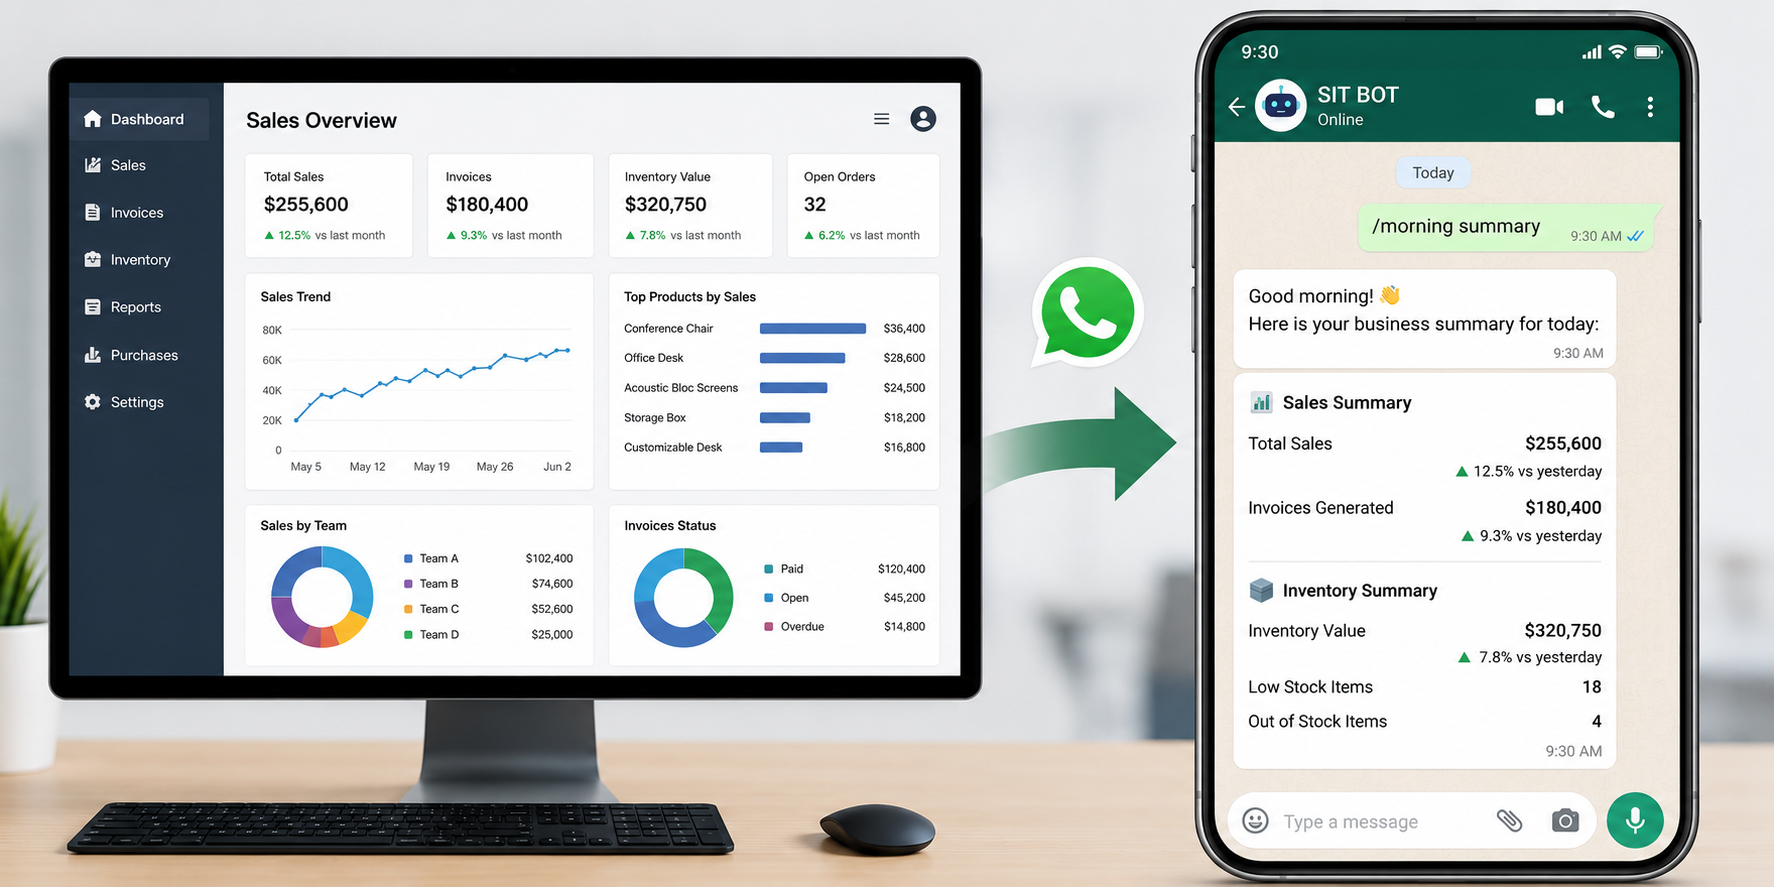 Dashboard
Sales
Invoices
Inventory
Reports
Purchases
Settings
Sales Overview
Total Sales
$255,600
▲ 12.5% vs last month
Invoices
$180,400
▲ 9.3% vs last month
Inventory Value
$320,750
▲ 7.8% vs last month
Open Orders
32
▲ 6.2% vs last month
Sales Trend
80K
60K
40K
20K
0
May 5 May 12 May 19 May 26 Jun 2
Top Products by Sales
Conference Chair $36,400
Office Desk $28,600
Acoustic Bloc Screens $24,500
Storage Box $18,200
Customizable Desk $16,800
Sales by Team
Team A $102,400
Team B $74,600
Team C $52,600
Team D $25,000
Invoices Status
Paid $120,400
Open $45,200
Overdue $14,800
9:30
SIT BOT
Online
Today
/morning summary 9:30 AM
Good morning! 👋
Here is your business summary for today:
9:30 AM
Sales Summary
Total Sales $255,600
▲ 12.5% vs yesterday
Invoices Generated $180,400
▲ 9.3% vs yesterday
Inventory Summary
Inventory Value $320,750
▲ 7.8% vs yesterday
Low Stock Items 18
Out of Stock Items 4
9:30 AM
Type a message